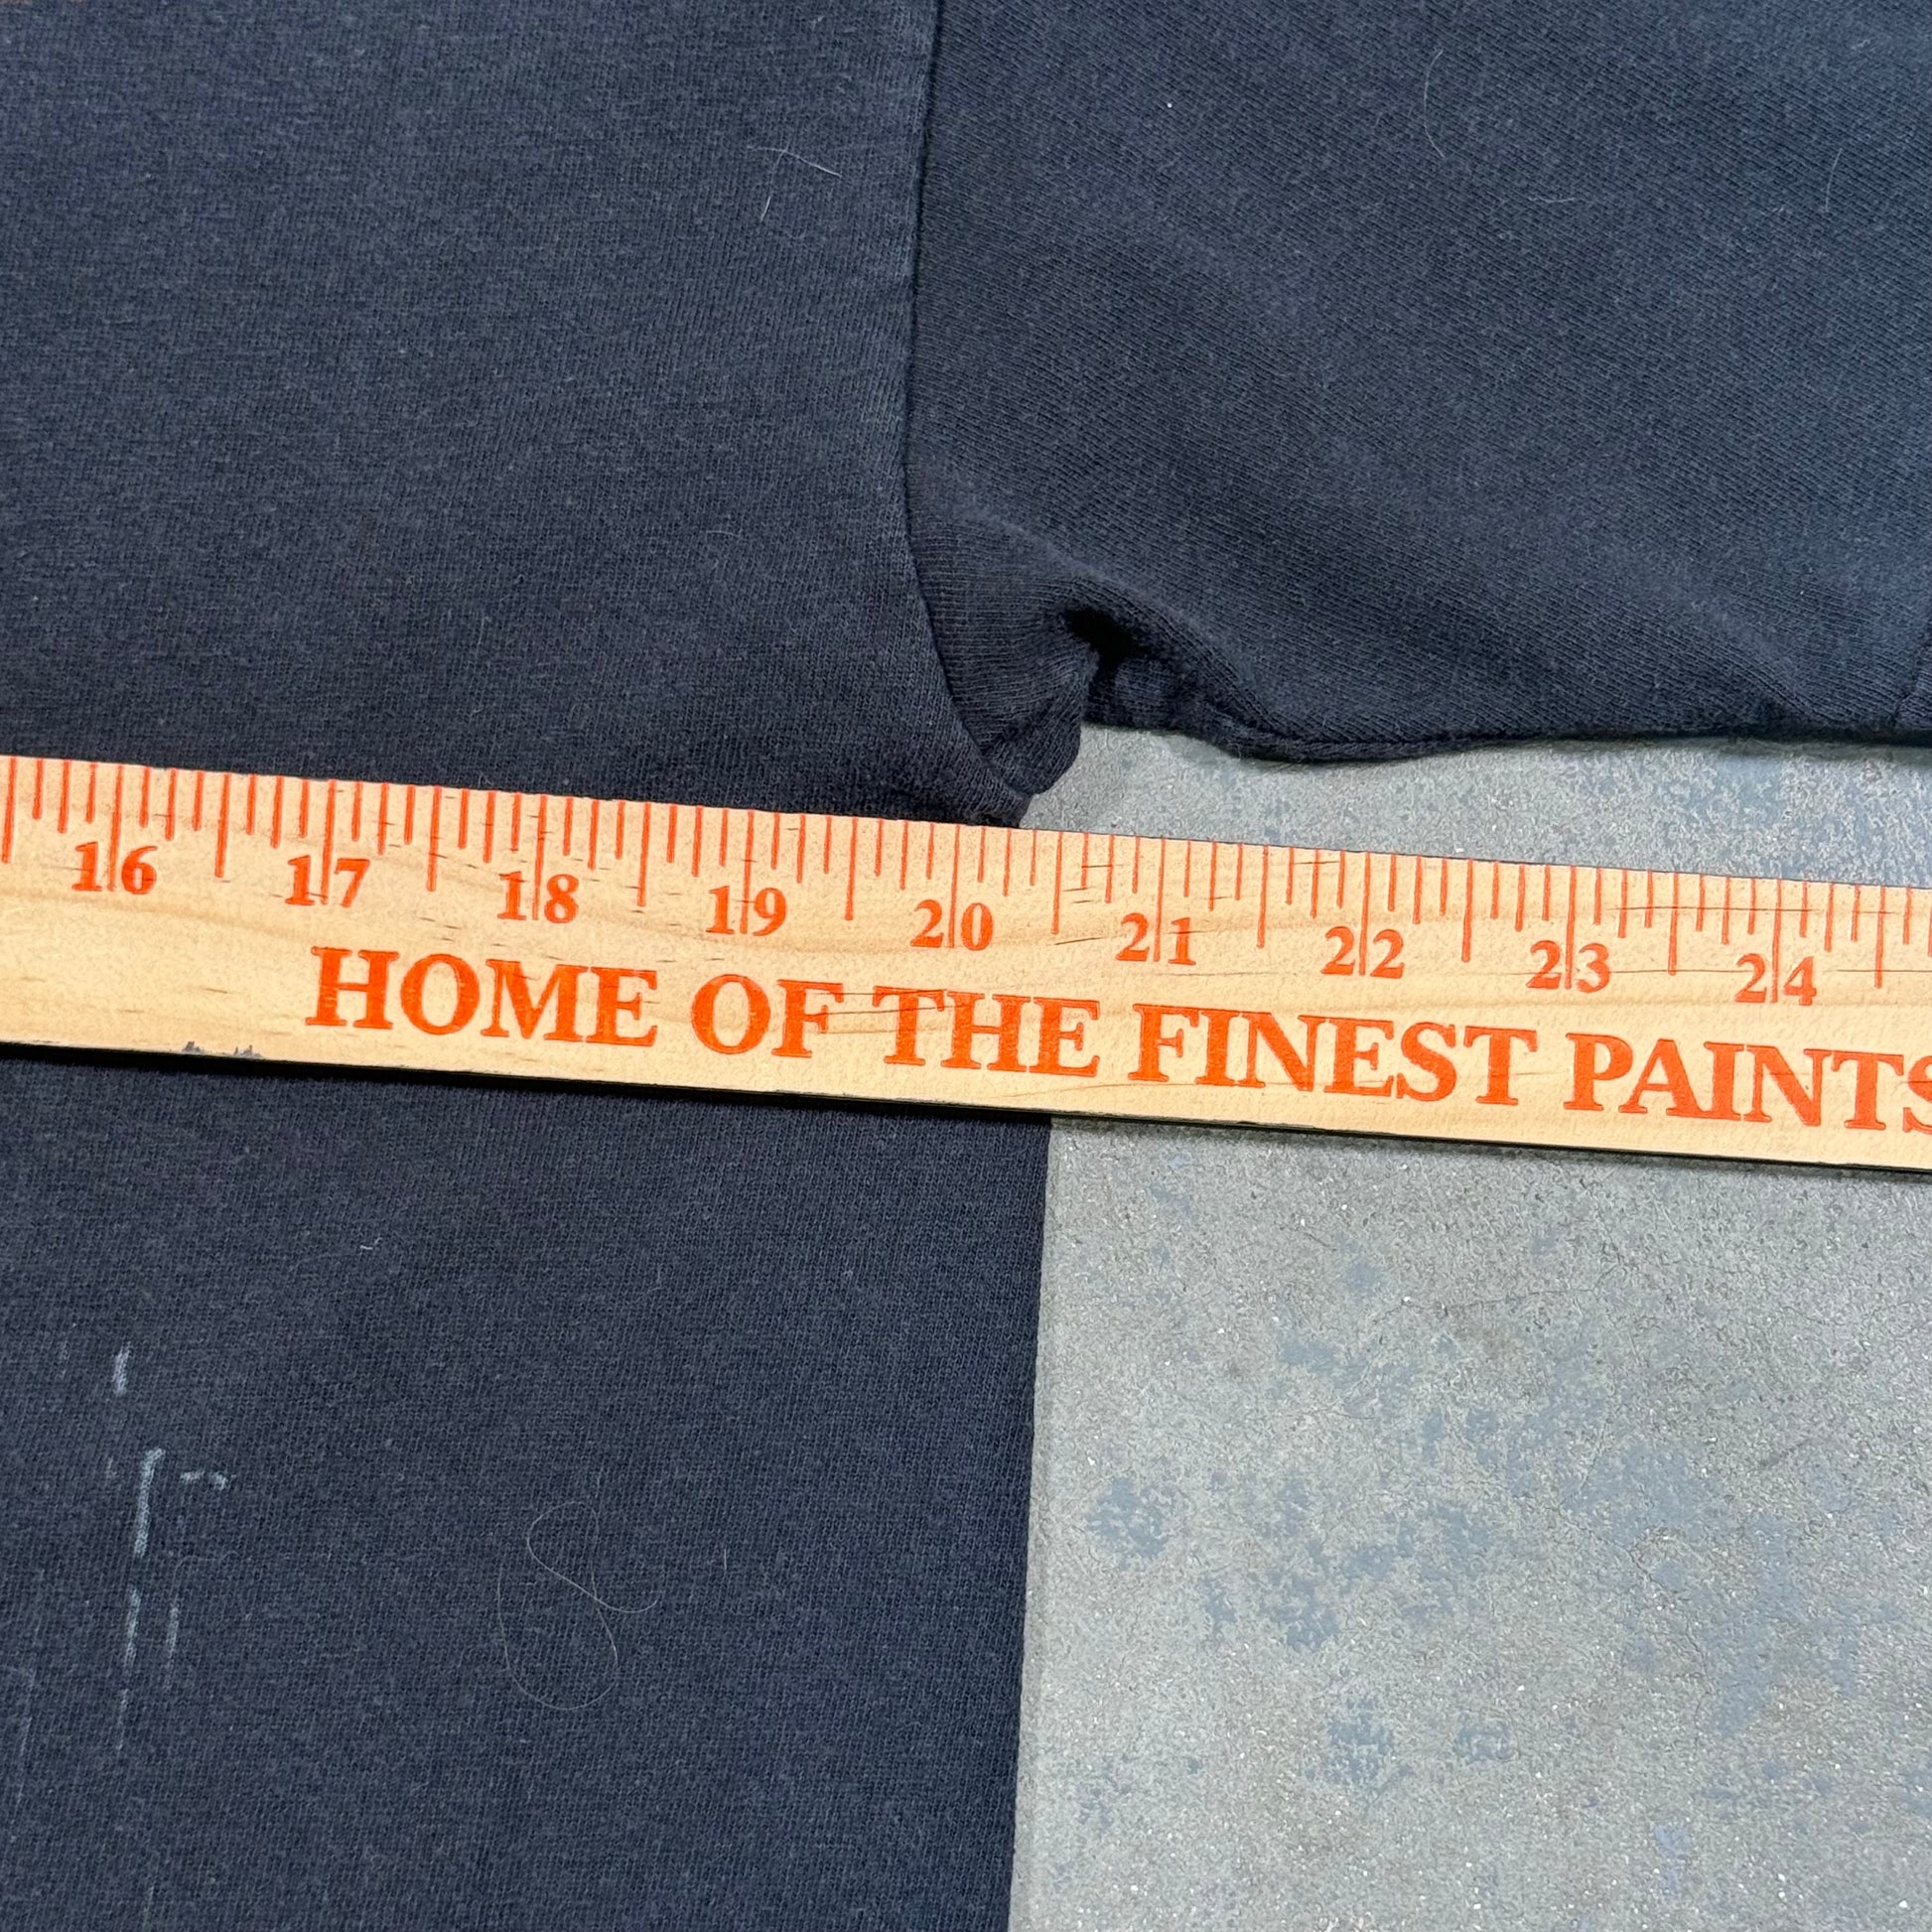 16 17 18 19 20 21 22 23 24
HOME OF THE FINEST PAINTS